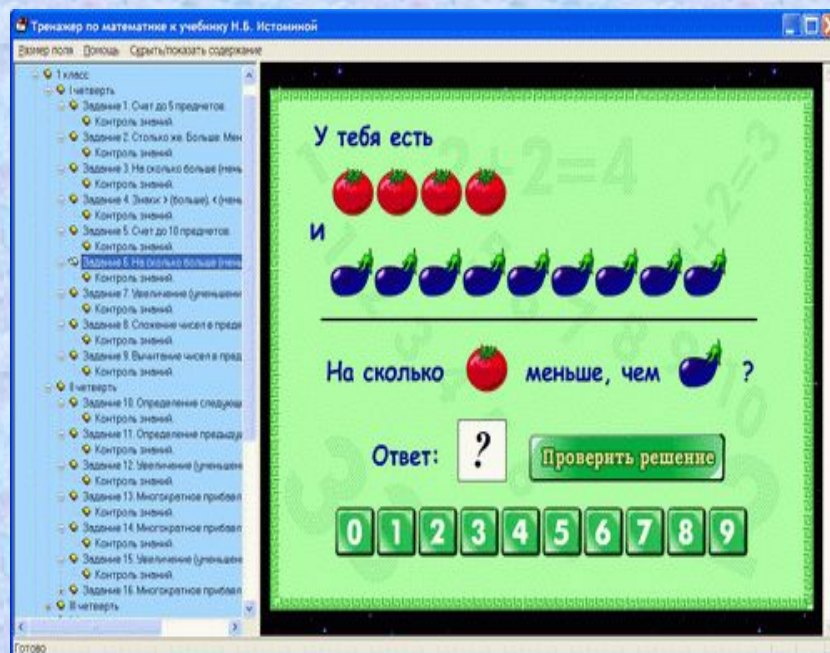 Тренажер по математике к учебнику Н.Б. Истоминой
Размер поля Помощь Скрыть/показать содержание
1 класс
I четверть
Задание 1. Счет до 5 предметов.
Контроль знаний.
Задание 2. Столько же. Больше. Мен
Контроль знаний.
Задание 3. На сколько больше (мень
Контроль знаний.
Задание 4. Знаки > (больше), < (мень
Контроль знаний.
Задание 5. Счет до 10 предметов.
Контроль знаний.
Задание 6. На сколько больше (мень
Контроль знаний.
Задание 7. Увеличение (уменьшени
Контроль знаний.
Задание 8. Сложение чисел в преде
Контроль знаний.
Задание 9. Вычитание чисел в пред
Контроль знаний.
II четверть
Задание 10. Определение следующ
Контроль знаний.
Задание 11. Определение предыду
Контроль знаний.
Задание 12. Увеличение (уменьшен
Контроль знаний.
Задание 13. Многократное прибавл
Контроль знаний.
Задание 14. Многократное прибавл
Контроль знаний.
Задание 15. Увеличение (уменьшен
Контроль знаний.
Задание 16. Многократное прибавл
III четверть
Готово
У тебя есть
и
На сколько меньше, чем ?
Ответ: ? Проверить решение
0 1 2 3 4 5 6 7 8 9
2+2=4